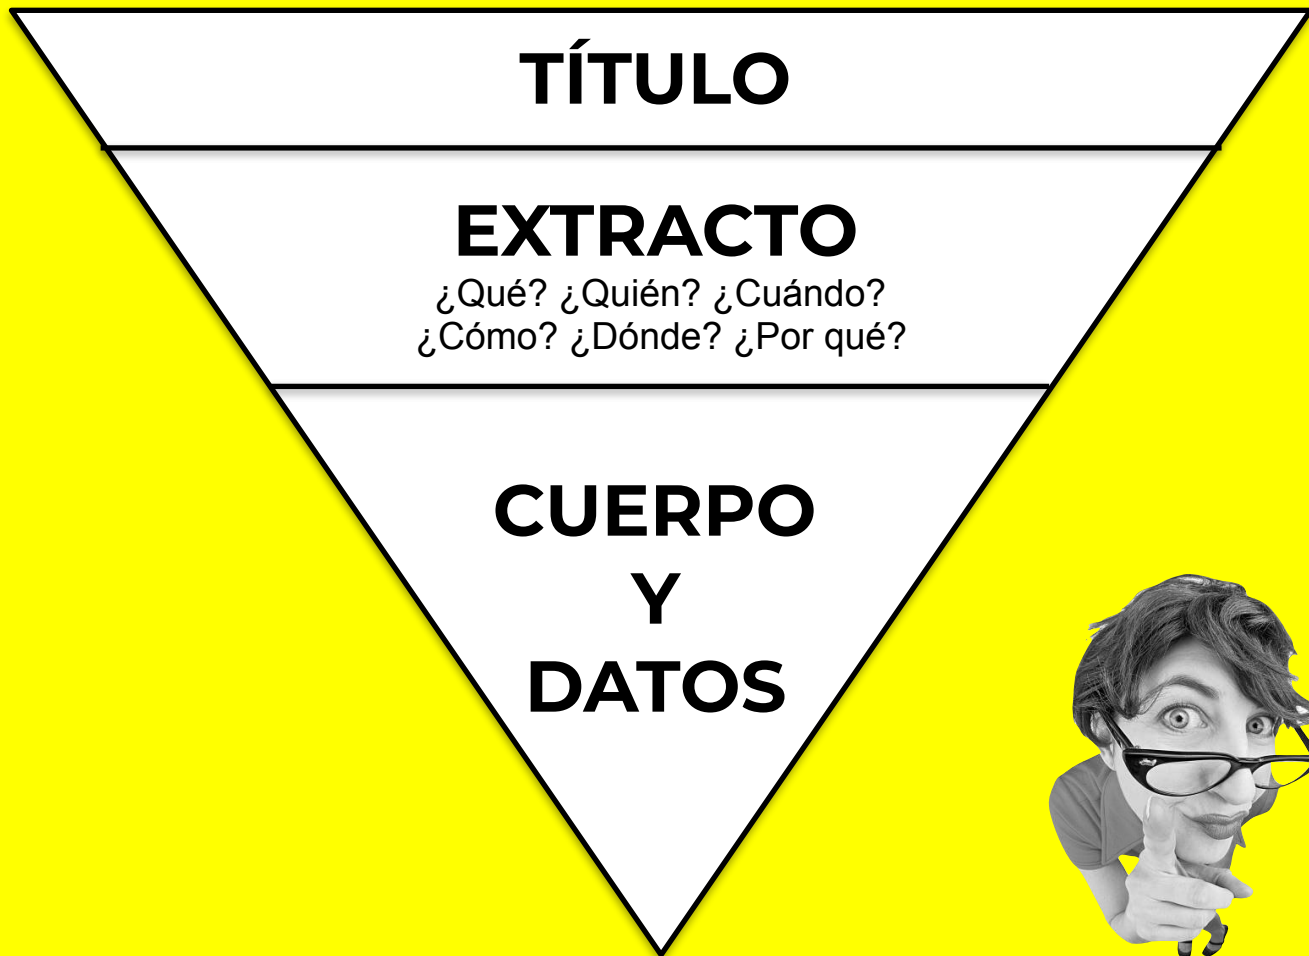 TÍTULO
EXTRACTO
¿Qué? ¿Quién? ¿Cuándo?
¿Cómo? ¿Dónde? ¿Por qué?
CUERPO
Y
DATOS